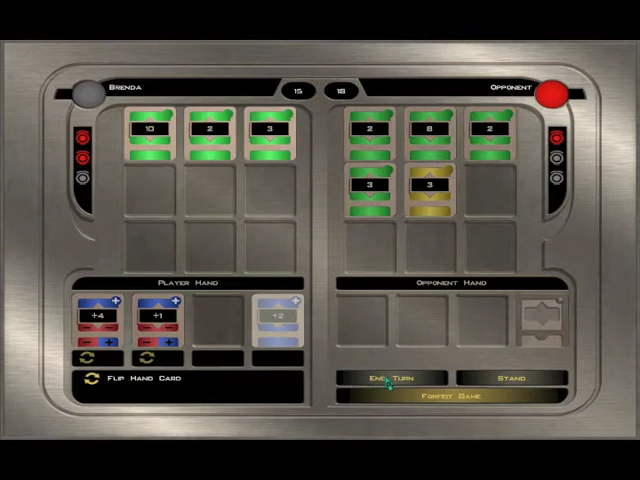 BRENDA
15
18
OPPONENT
10
2
3
2
8
2
3
3
PLAYER HAND
OPPONENT HAND
+4
+1
+2
FLIP HAND CARD
END TURN
STAND
FORFEIT GAME